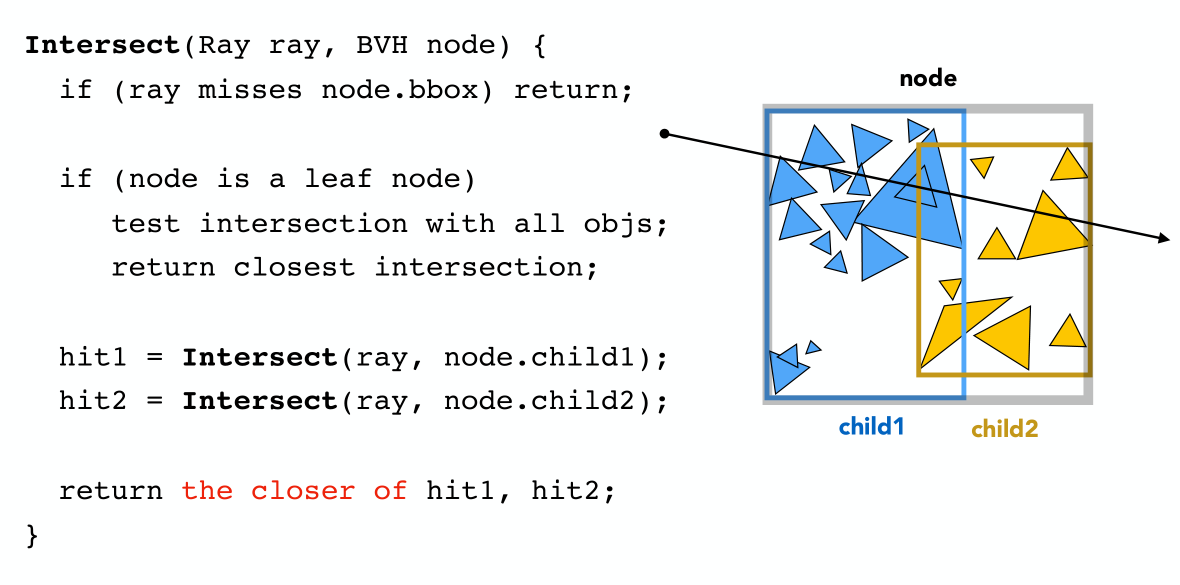 Intersect(Ray ray, BVH node) {
if (ray misses node.bbox) return;
if (node is a leaf node)
test intersection with all objs;
return closest intersection;
hit1 = Intersect(ray, node.child1);
hit2 = Intersect(ray, node.child2);
return the closer of hit1, hit2;
}
node
child1
child2